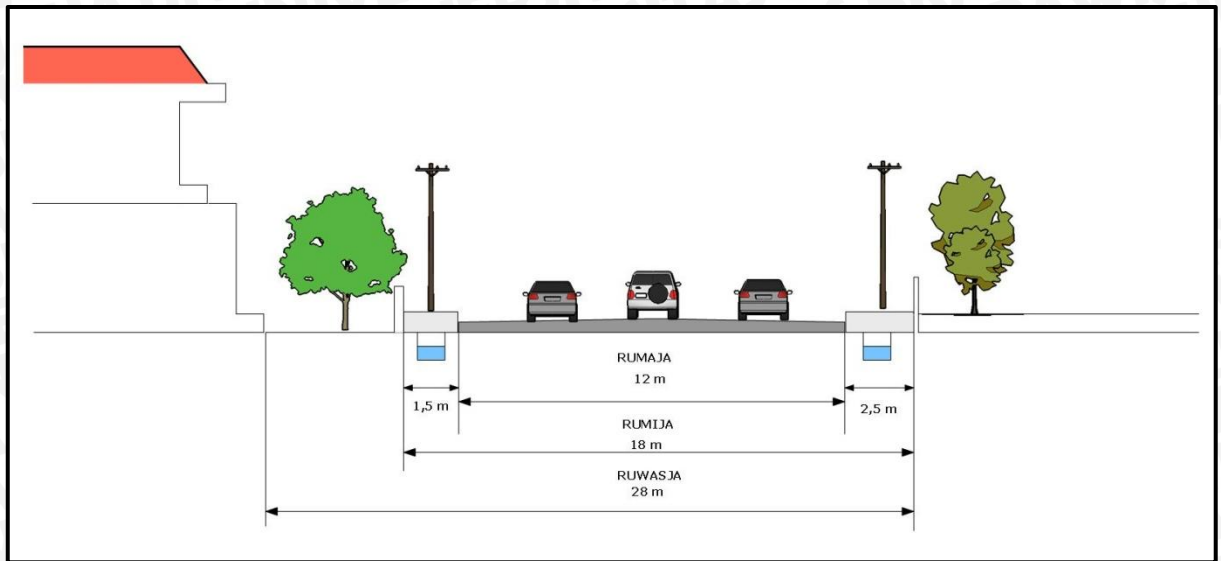 RUMAJA
12 m
1,5 m
2,5 m
RUMIJA
18 m
RUWASJA
28 m